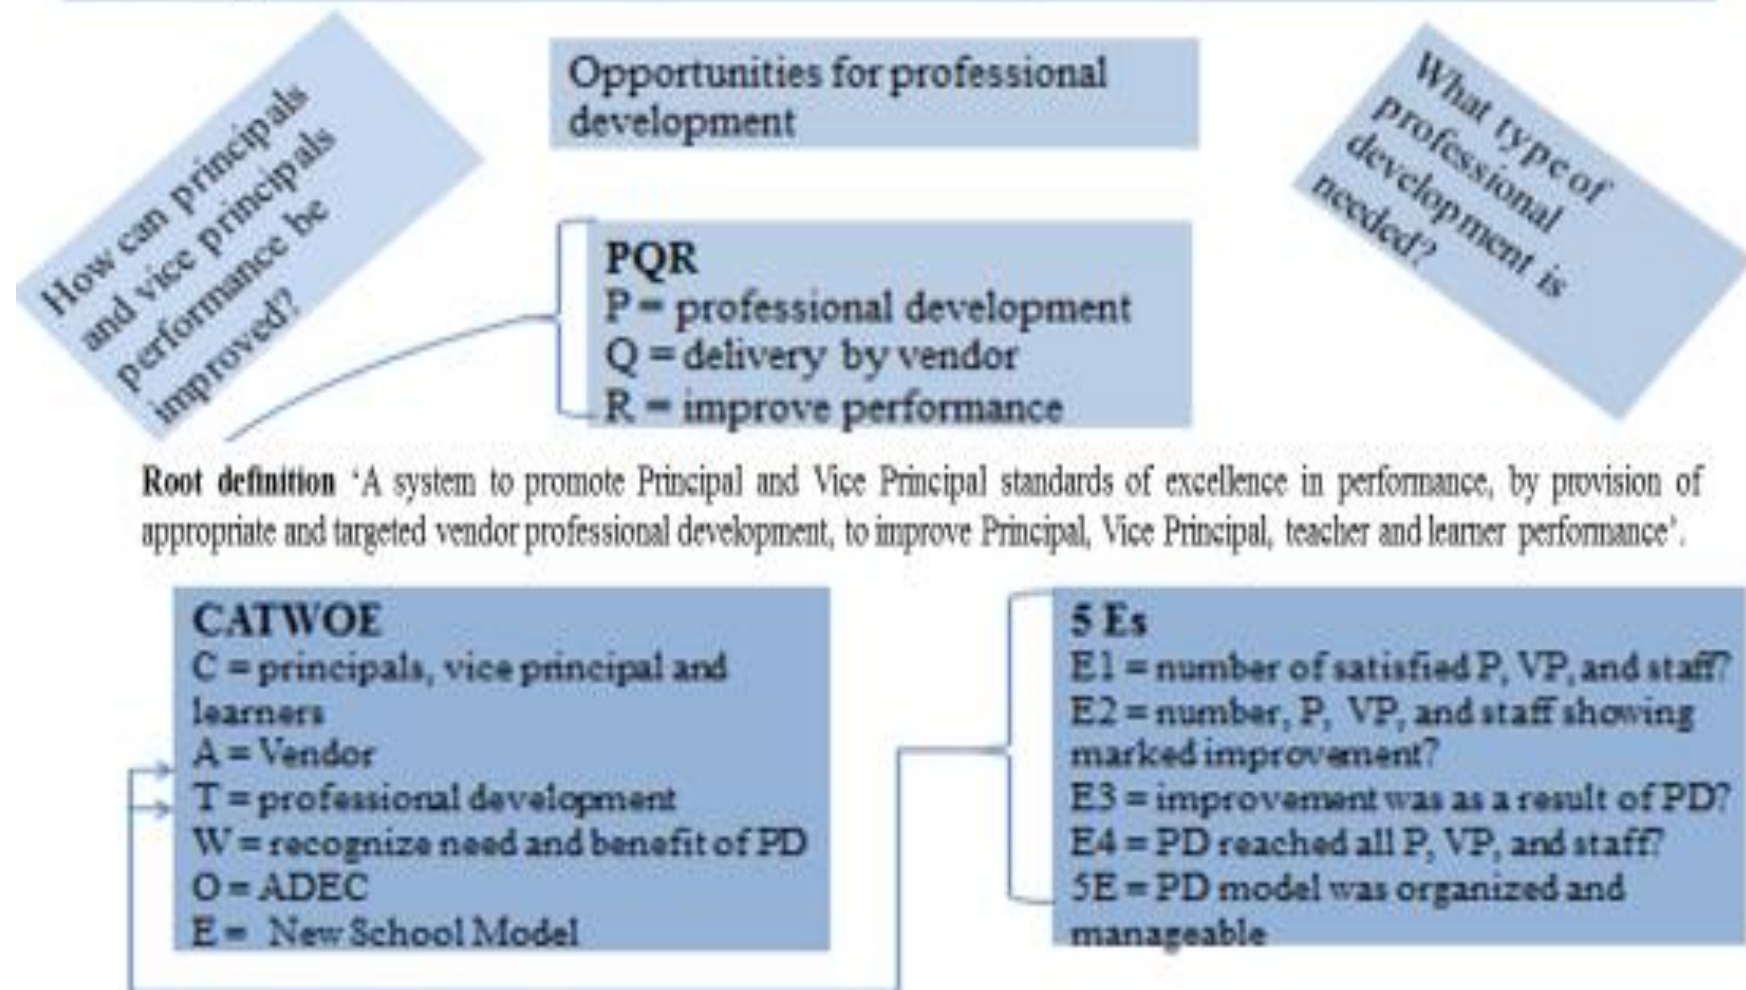 How can principals
and vice principals
performance be
improved?
Opportunities for professional
development
What type of
professional
development is
needed?
PQR
P = professional development
Q = delivery by vendor
R = improve performance
Root definition ‘A system to promote Principal and Vice Principal standards of excellence in performance, by provision of
appropriate and targeted vendor professional development, to improve Principal, Vice Principal, teacher and learner performance’.
CATWOE
C = principals, vice principal and
learners
A = Vendor
T = professional development
W = recognize need and benefit of PD
O = ADEC
E = New School Model
5 Es
E1 = number of satisfied P, VP, and staff?
E2 = number, P, VP, and staff showing
marked improvement?
E3 = improvement was as a result of PD?
E4 = PD reached all P, VP, and staff?
5E = PD model was organized and
manageable